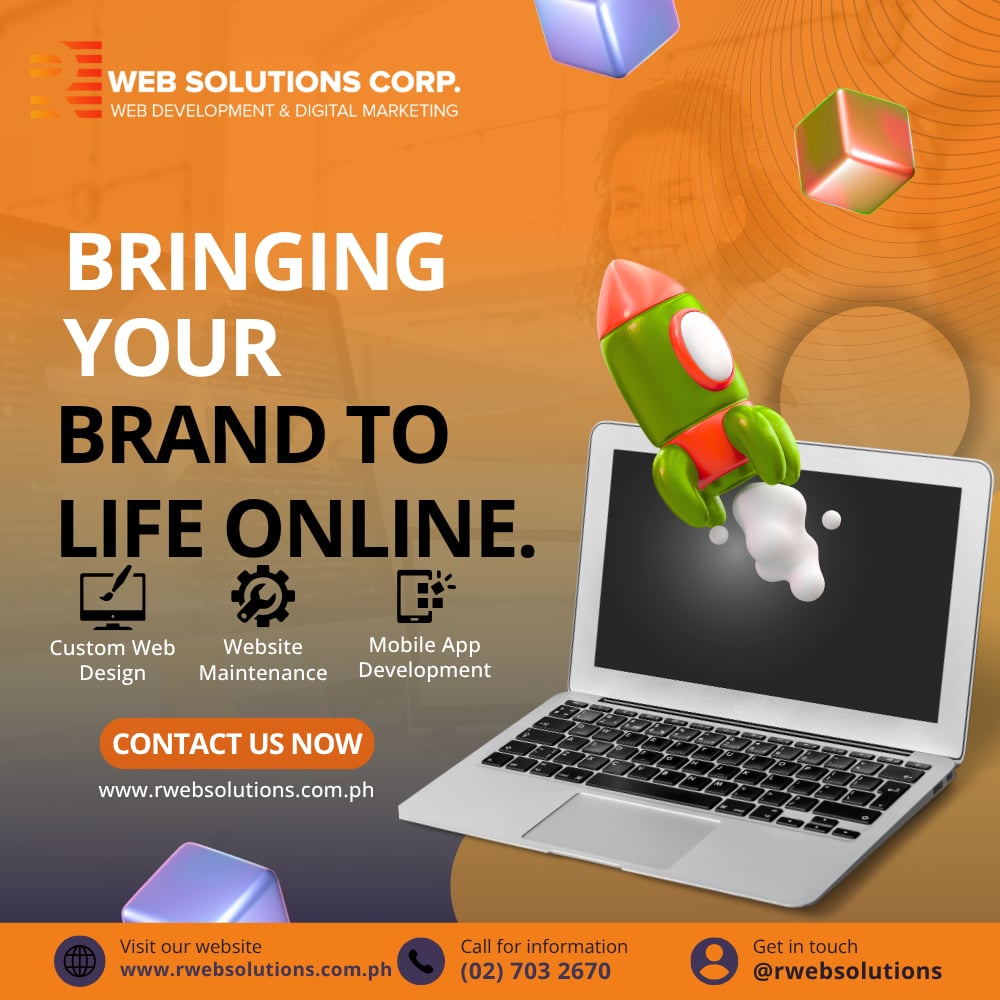 R WEB SOLUTIONS CORP.
WEB DEVELOPMENT & DIGITAL MARKETING
BRINGING
YOUR
BRAND TO
LIFE ONLINE.
Custom Web
Design
Website
Maintenance
Mobile App
Development
CONTACT US NOW
www.rwebsolutions.com.ph
Visit our website
www.rwebsolutions.com.ph
Call for information
(02) 703 2670
Get in touch
@rwebsolutions